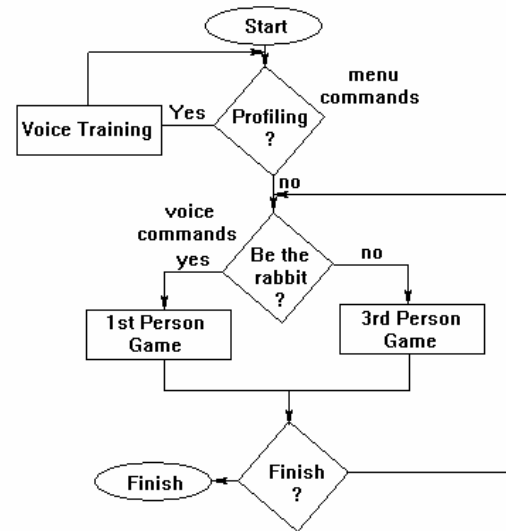 Start
menu
commands
Yes
Voice Training
Profiling
?
no
voice
commands
yes
Be the
rabbit
?
no
1st Person
Game
3rd Person
Game
Finish
Finish
?